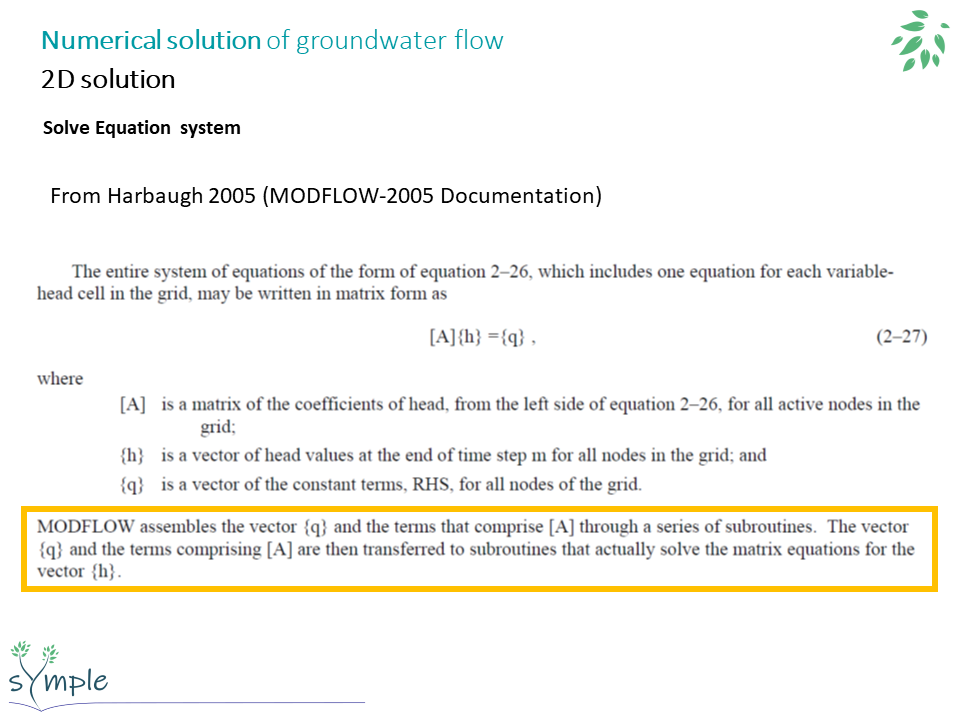 Numerical solution of groundwater flow
2D solution
Solve Equation system
From Harbaugh 2005 (MODFLOW-2005 Documentation)
The entire system of equations of the form of equation 2–26, which includes one equation for each variable-
head cell in the grid, may be written in matrix form as
[A]{h} ={q} , (2–27)
where
[A] is a matrix of the coefficients of head, from the left side of equation 2–26, for all active nodes in the
grid;
{h} is a vector of head values at the end of time step m for all nodes in the grid; and
{q} is a vector of the constant terms, RHS, for all nodes of the grid.
MODFLOW assembles the vector {q} and the terms that comprise [A] through a series of subroutines. The vector
{q} and the terms comprising [A] are then transferred to subroutines that actually solve the matrix equations for the
vector {h}.
sYmple